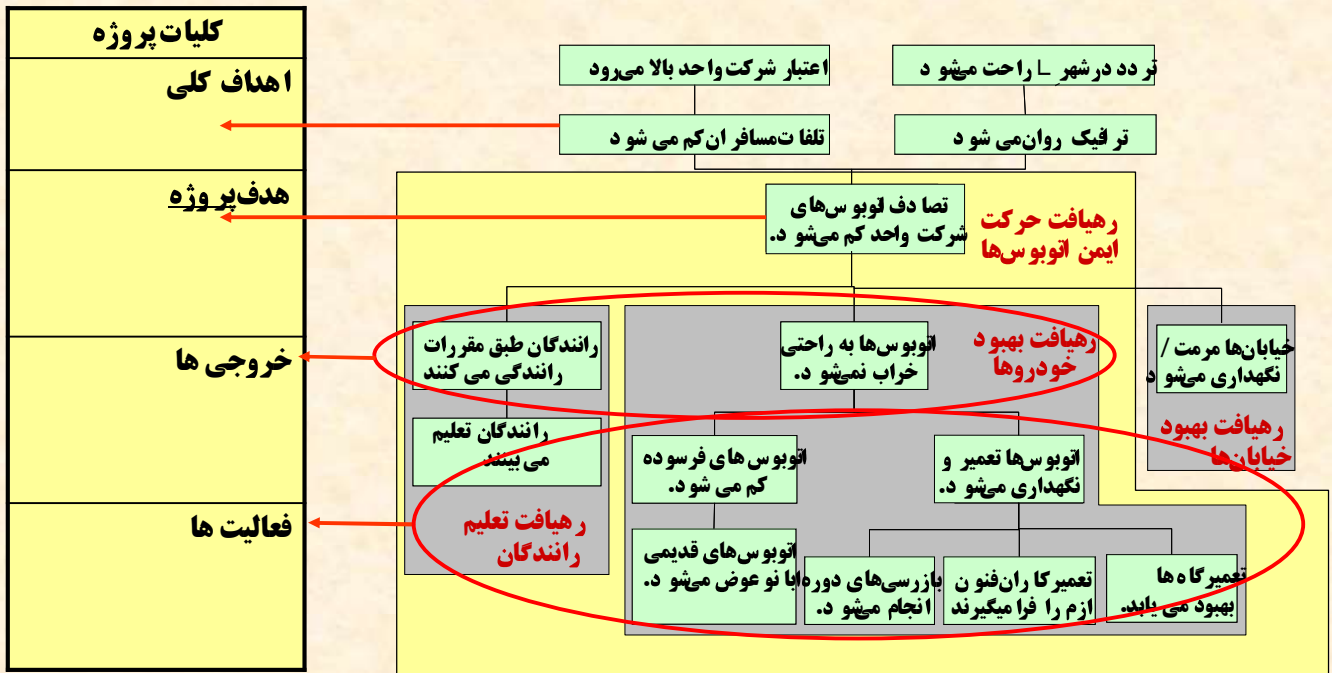 کلیات پروژه
اهداف کلی
هدف پروژه
خروجی ها
فعالیت ها
تردد در شهر L راحت می‌شود
اعتبار شرکت واحد بالا می‌رود
ترافیک روان می شود
تلفات مسافران کم می شود
تصادف اتوبوس‌های
شرکت واحد کم می‌شود.
رهیافت حرکت
ایمن اتوبوس‌ها
خیابان‌ها مرمت /
نگهداری می‌شود
رهیافت بهبود
خیابان‌ها
رهیافت بهبود
خودروها
اتوبوس‌ها به راحتی
خراب نمی‌شود.
رانندگان طبق مقررات
رانندگی می کنند
رانندگان تعلیم
می بینند
رهیافت تعلیم
رانندگان
اتوبوس‌ها تعمیر و
نگهداری می‌شود.
اتوبوس های فرسوده
کم می شود.
تعمیرگاه ها
بهبود می یابد.
تعمیرکاران فنون
ازم را فرا میگیرند
بازرسی‌های دوره‌ا
انجام می‌شود.
اتوبوس‌های قدیمی
با نو عوض می‌شود.